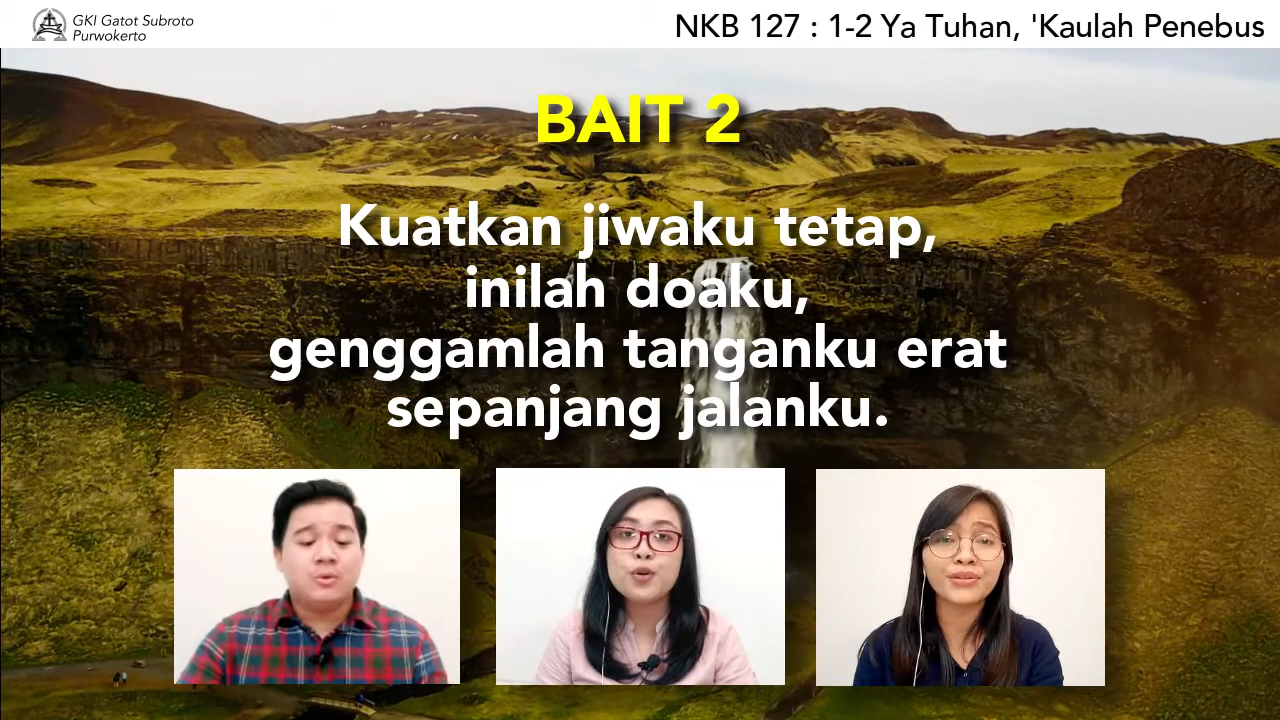 GKI Gatot Subroto
Purwokerto
NKB 127 : 1-2 Ya Tuhan, 'Kaulah Penebus
BAIT 2
Kuatkan jiwaku tetap,
inilah doaku,
genggamlah tanganku erat
sepanjang jalanku.